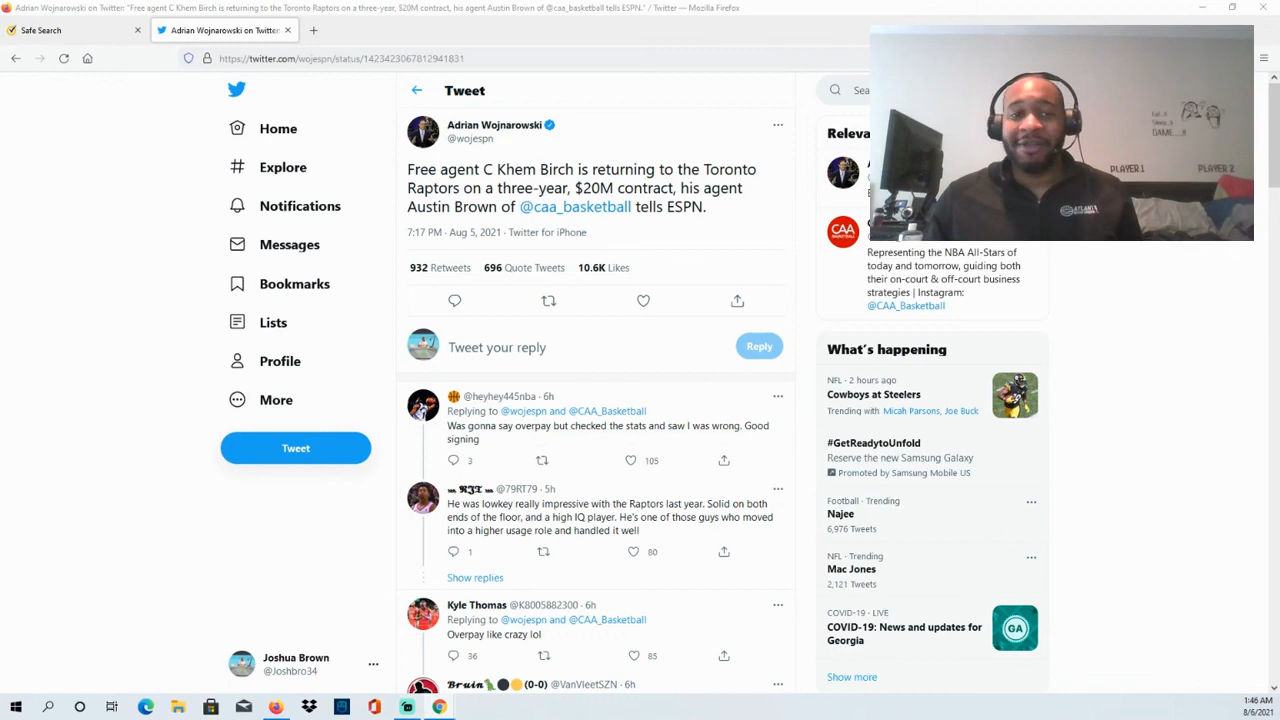 Adrian Wojnarowski on Twitter: "Free agent C Khem Birch is returning to the Toronto Raptors on a three-year, $20M contract, his agent Austin Brown of @caa_basketball tells ESPN." / Twitter — Mozilla Firefox
Safe Search
Adrian Wojnarowski on Twitter:
https://twitter.com/wojespn/status/1423423067812941831
Home
Explore
Notifications
Messages
Bookmarks
Lists
Profile
More
Tweet
Joshua Brown
@Joshbro34
Tweet
Adrian Wojnarowski
@wojespn
Free agent C Khem Birch is returning to the Toronto
Raptors on a three-year, $20M contract, his agent
Austin Brown of @caa_basketball tells ESPN.
7:17 PM · Aug 5, 2021 · Twitter for iPhone
932 Retweets 696 Quote Tweets 10.6K Likes
Tweet your reply
Reply
@heyhey445nba · 6h
Replying to @wojespn and @CAA_Basketball
Was gonna say overpay but checked the stats and saw I was wrong. Good
signing
3 105
RJT @79RT79 · 5h
He was lowkey really impressive with the Raptors last year. Solid on both
ends of the floor, and a high IQ player. He's one of those guys who moved
into a higher usage role and handled it well
1 80
Show replies
Kyle Thomas @K8005882300 · 6h
Replying to @wojespn and @CAA_Basketball
Overpay like crazy lol
36 85
Bruin (0-0) @VanVleetSZN · 6h
Sea
Releva
CAA
Representing the NBA All-Stars of
today and tomorrow, guiding both
their on-court & off-court business
strategies | Instagram:
@CAA_Basketball
What's happening
NFL · 2 hours ago
Cowboys at Steelers
Trending with Micah Parsons, Joe Buck
#GetReadytoUnfold
Reserve the new Samsung Galaxy
Promoted by Samsung Mobile US
Football · Trending
Najee
6,976 Tweets
NFL · Trending
Mac Jones
2,121 Tweets
COVID-19 · LIVE
COVID-19: News and updates for
Georgia
GA
Show more
GAME
PLAYER 1 PLAYER 2
ATLANTA
1:46 AM
8/6/2021